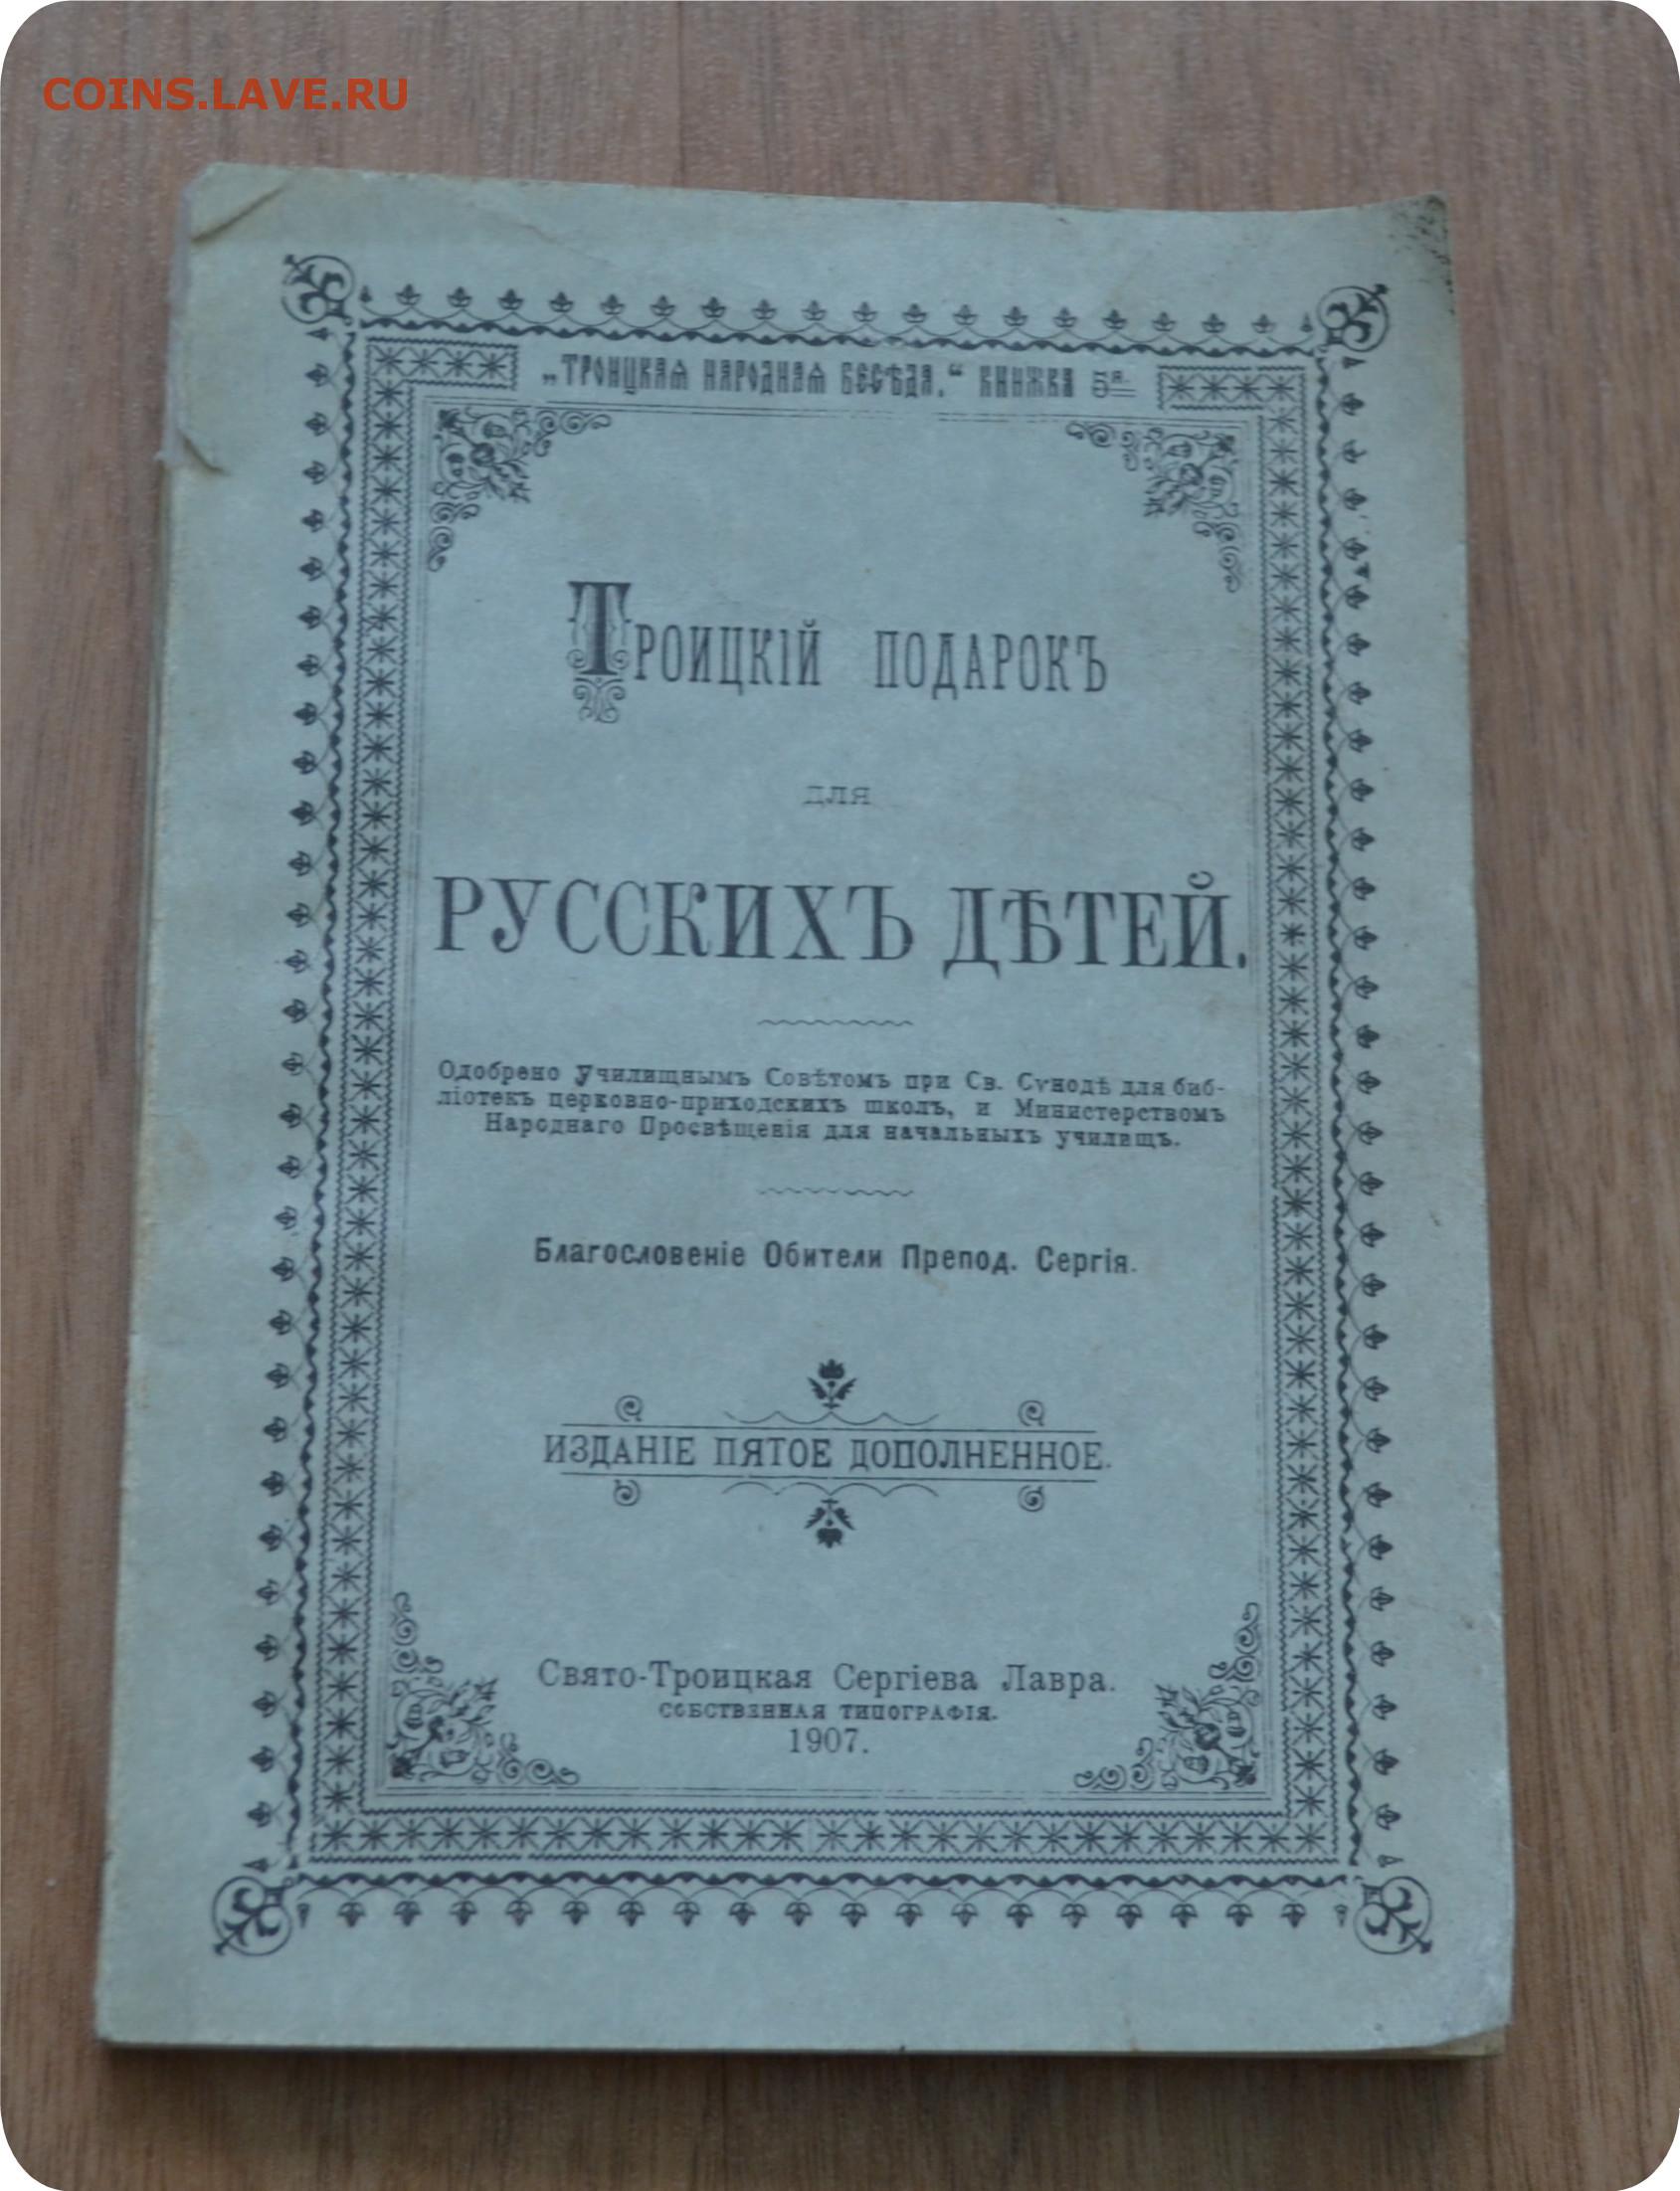 COINS.LAVE.RU
„ТРОИЦКАЯ НАРОДНАЯ БЕСѢДА.“ КНИЖКА 5я.
ТРОИЦКІЙ ПОДАРОКЪ
ДЛЯ
РУССКИХЪ ДѢТЕЙ.
Одобрено Училищнымъ Совѣтомъ при Св. Сѵнодѣ для биб-
ліотекъ церковно-приходскихъ школъ, и Министерствомъ
Народнаго Просвѣщенія для начальныхъ училищъ.
Благословеніе Обители Препод. Сергія.
ИЗДАНІЕ ПЯТОЕ ДОПОЛНЕННОЕ.
Свято-Троицкая Сергіева Лавра.
СОБСТВЕННАЯ ТИПОГРАФІЯ.
1907.